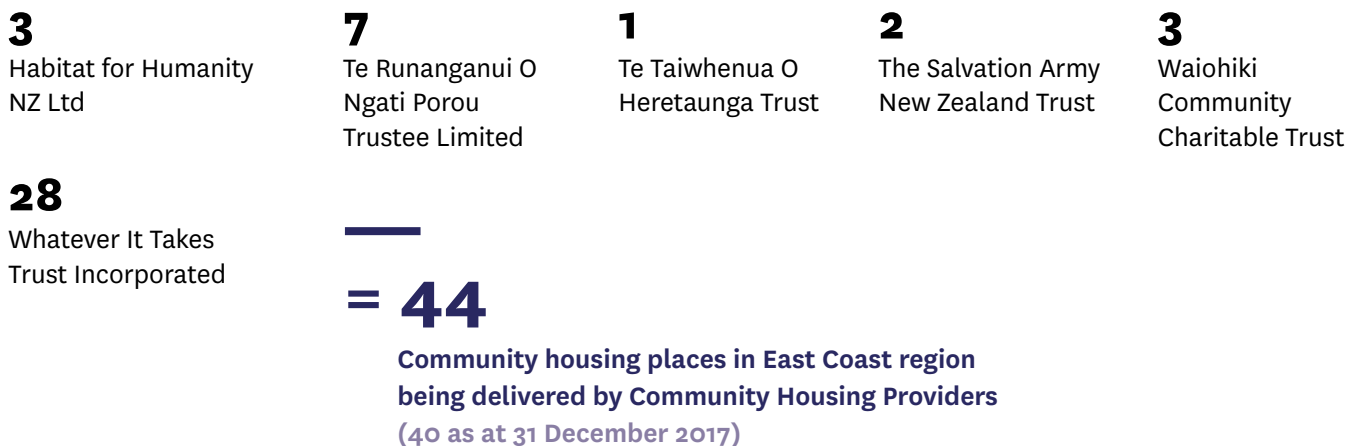 3
Habitat for Humanity
NZ Ltd
7
Te Runanganui O
Ngati Porou
Trustee Limited
1
Te Taiwhenua O
Heretaunga Trust
2
The Salvation Army
New Zealand Trust
3
Waiohiki
Community
Charitable Trust
28
Whatever It Takes
Trust Incorporated
= 44
Community housing places in East Coast region
being delivered by Community Housing Providers
(40 as at 31 December 2017)